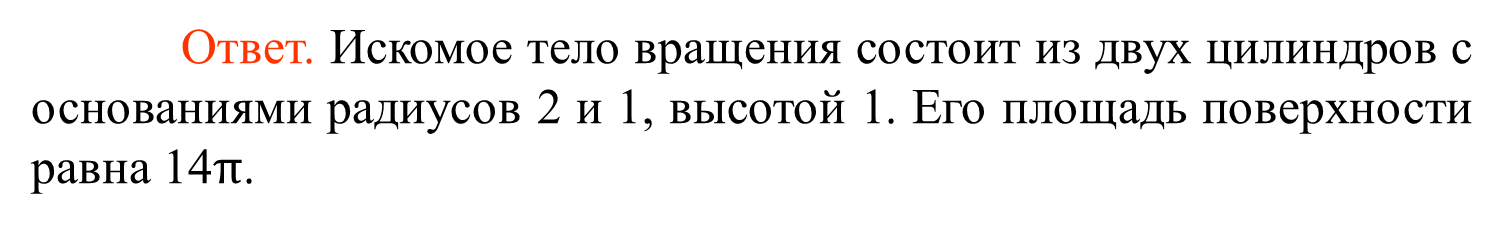 Ответ. Искомое тело вращения состоит из двух цилиндров с
основаниями радиусов 2 и 1, высотой 1. Его площадь поверхности
равна 14π.